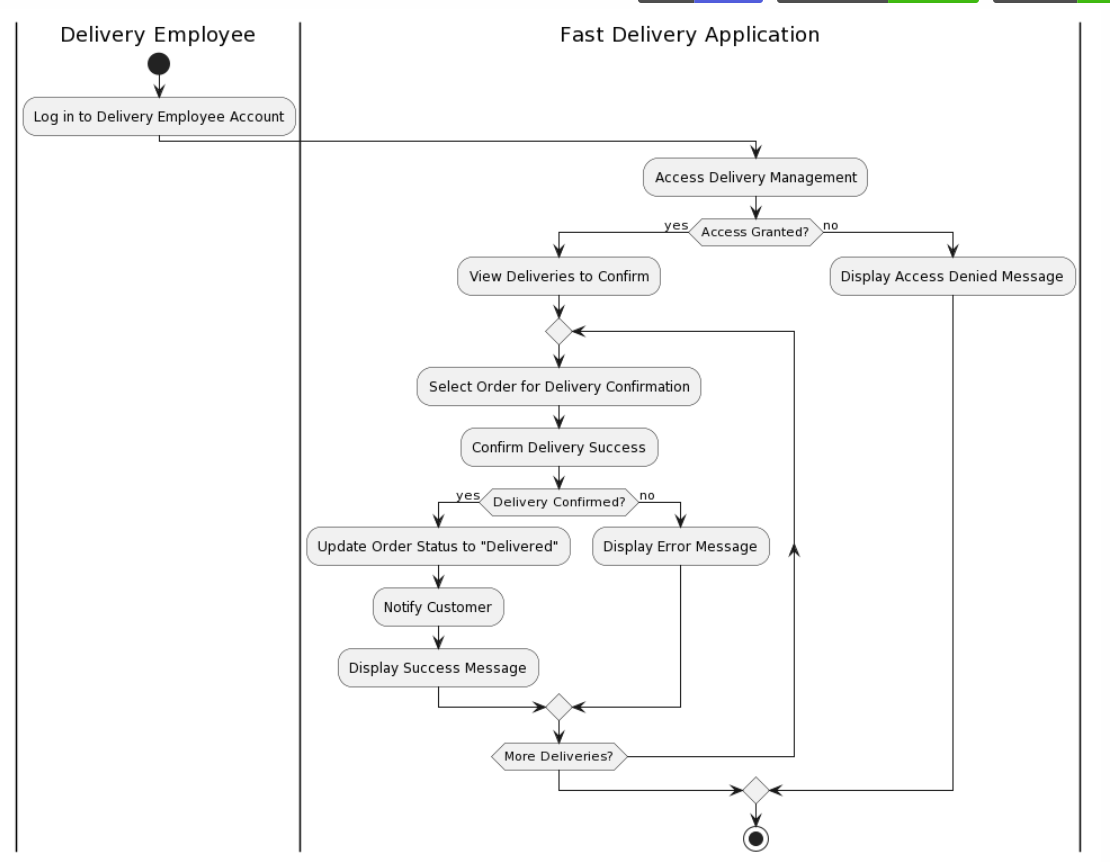 Delivery Employee
Fast Delivery Application
Log in to Delivery Employee Account
Access Delivery Management
yes
Access Granted?
no
View Deliveries to Confirm
Display Access Denied Message
Select Order for Delivery Confirmation
Confirm Delivery Success
yes
Delivery Confirmed?
no
Update Order Status to "Delivered"
Display Error Message
Notify Customer
Display Success Message
More Deliveries?